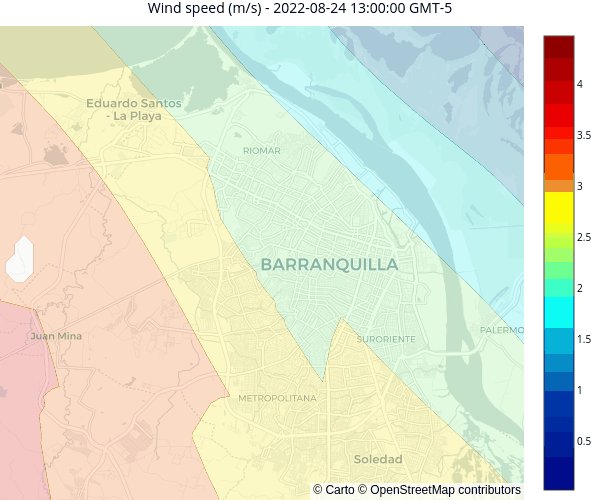 Wind speed (m/s) - 2022-08-24 13:00:00 GMT-5
Eduardo Santos
- La Playa
RIOMAR
BARRANQUILLA
Juan Mina
SURORIENTE
PALERMO
METROPOLITANA
Soledad
© Carto © OpenStreetMap contributors
4
3.5
3
2.5
2
1.5
1
0.5